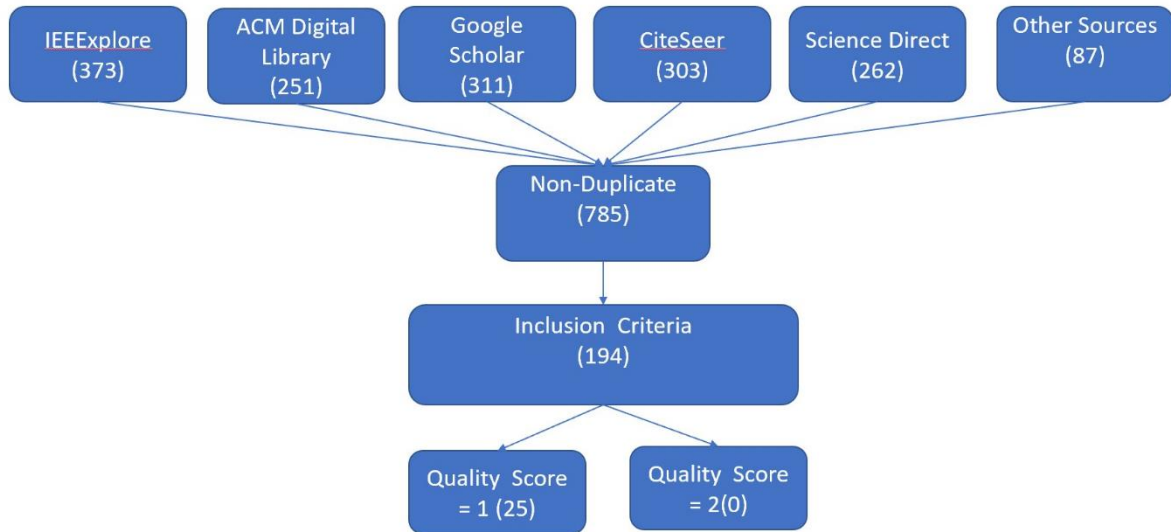 IEEExplore
(373)
ACM Digital
Library
(251)
Google
Scholar
(311)
CiteSeer
(303)
Science Direct
(262)
Other Sources
(87)
Non-Duplicate
(785)
Inclusion Criteria
(194)
Quality Score
= 1 (25)
Quality Score
= 2(0)